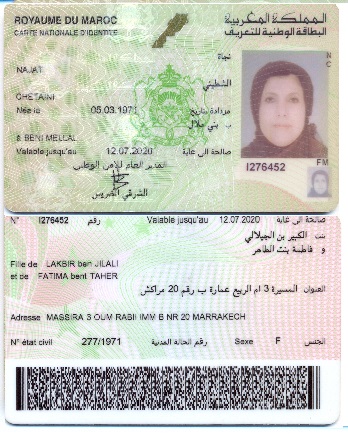 ROYAUME DU MAROC
المملكة المغربية
CARTE NATIONALE D'IDENTITE
البطاقة الوطنية للتعريف
نجاة
NAJAT
الشطيني
CHETAINI
Née le 05.03.1971 مزدادة بتاريخ
à BENI MELLAL ب بني ملال
Valable jusqu'au 12.07.2020 صالحة الى غاية
المدير العام للأمن الوطني
الشرقي الضريس
I276452
N° I276452 رقم Valable jusqu'au 12.07.2020 صالحة الى غاية
بنت الكبير بن الجيلالي
و فاطمة بنت الطاهر
Fille de LAKBIR ben JILALI
et de FATIMA bent TAHER
العنوان المسيرة 3 ام الربيع عمارة ب رقم 20 مراكش
Adresse MASSIRA 3 OUM RABII IMM B NR 20 MARRAKECH
N° état civil 277/1971 رقم الحالة المدنية Sexe F الجنس